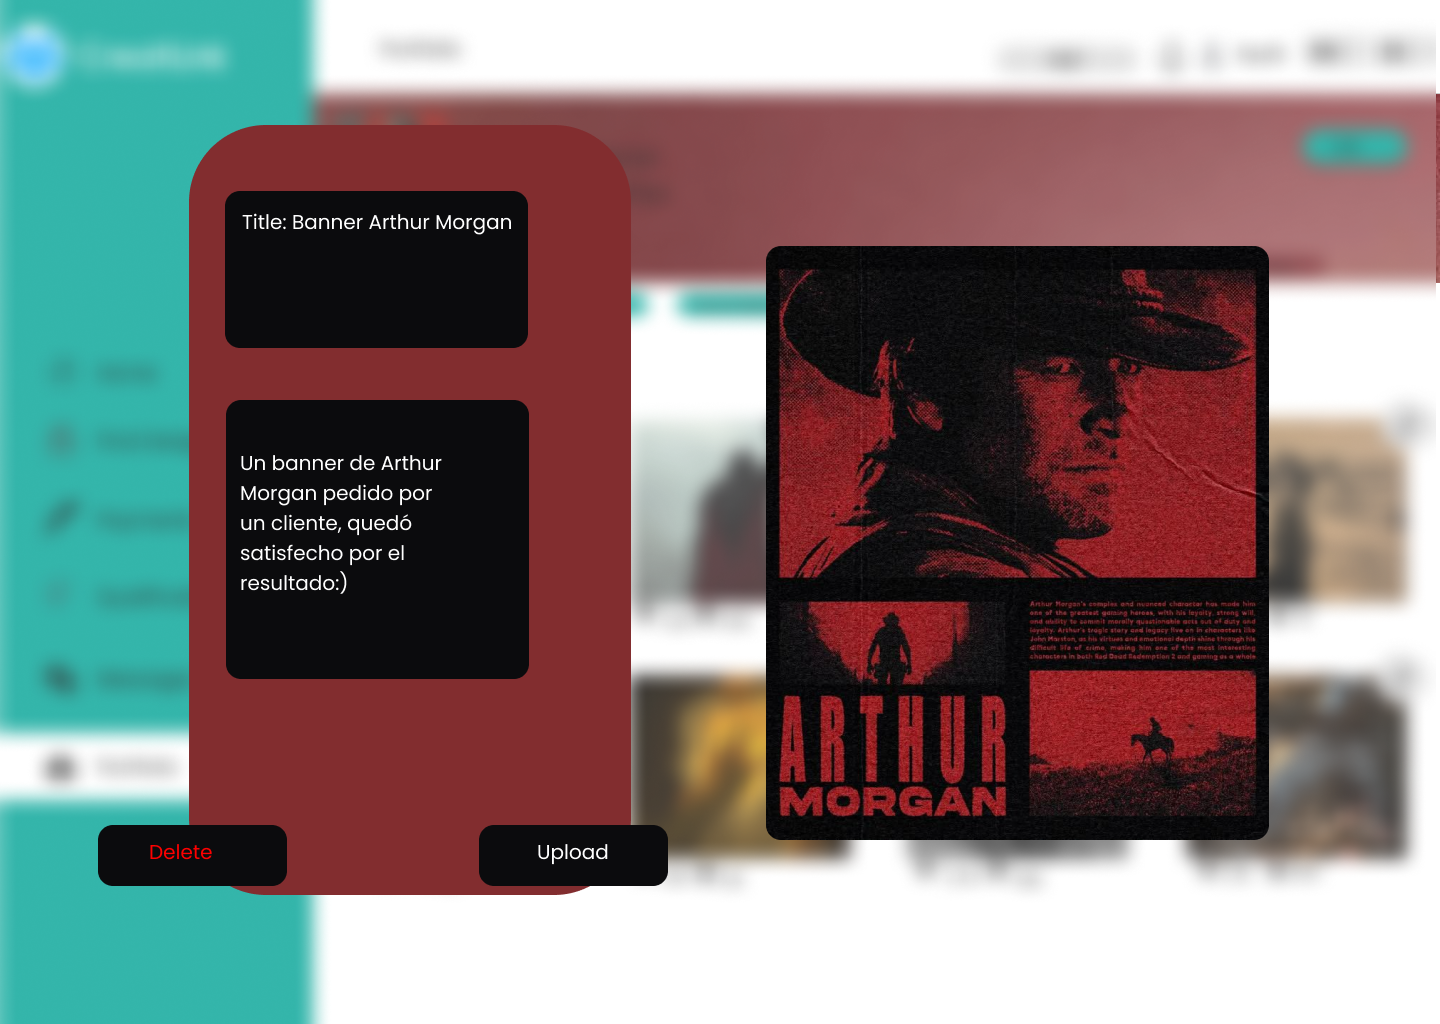 Title: Banner Arthur Morgan
Un banner de Arthur
Morgan pedido por
un cliente, quedó
satisfecho por el
resultado:)
Delete
Upload
Arthur Morgan's complex and nuanced character has made him
one of the greatest gaming heroes, with his loyalty, strong will,
and ability to commit morally questionable acts out of duty and
loyalty. Arthur's tragic story and legacy live on in characters like
John Marston, as his virtues and emotional depth shine through his
difficult life of crime, making him one of the most interesting
characters in both Red Dead Redemption 2 and gaming as a whole
ARTHUR
MORGAN